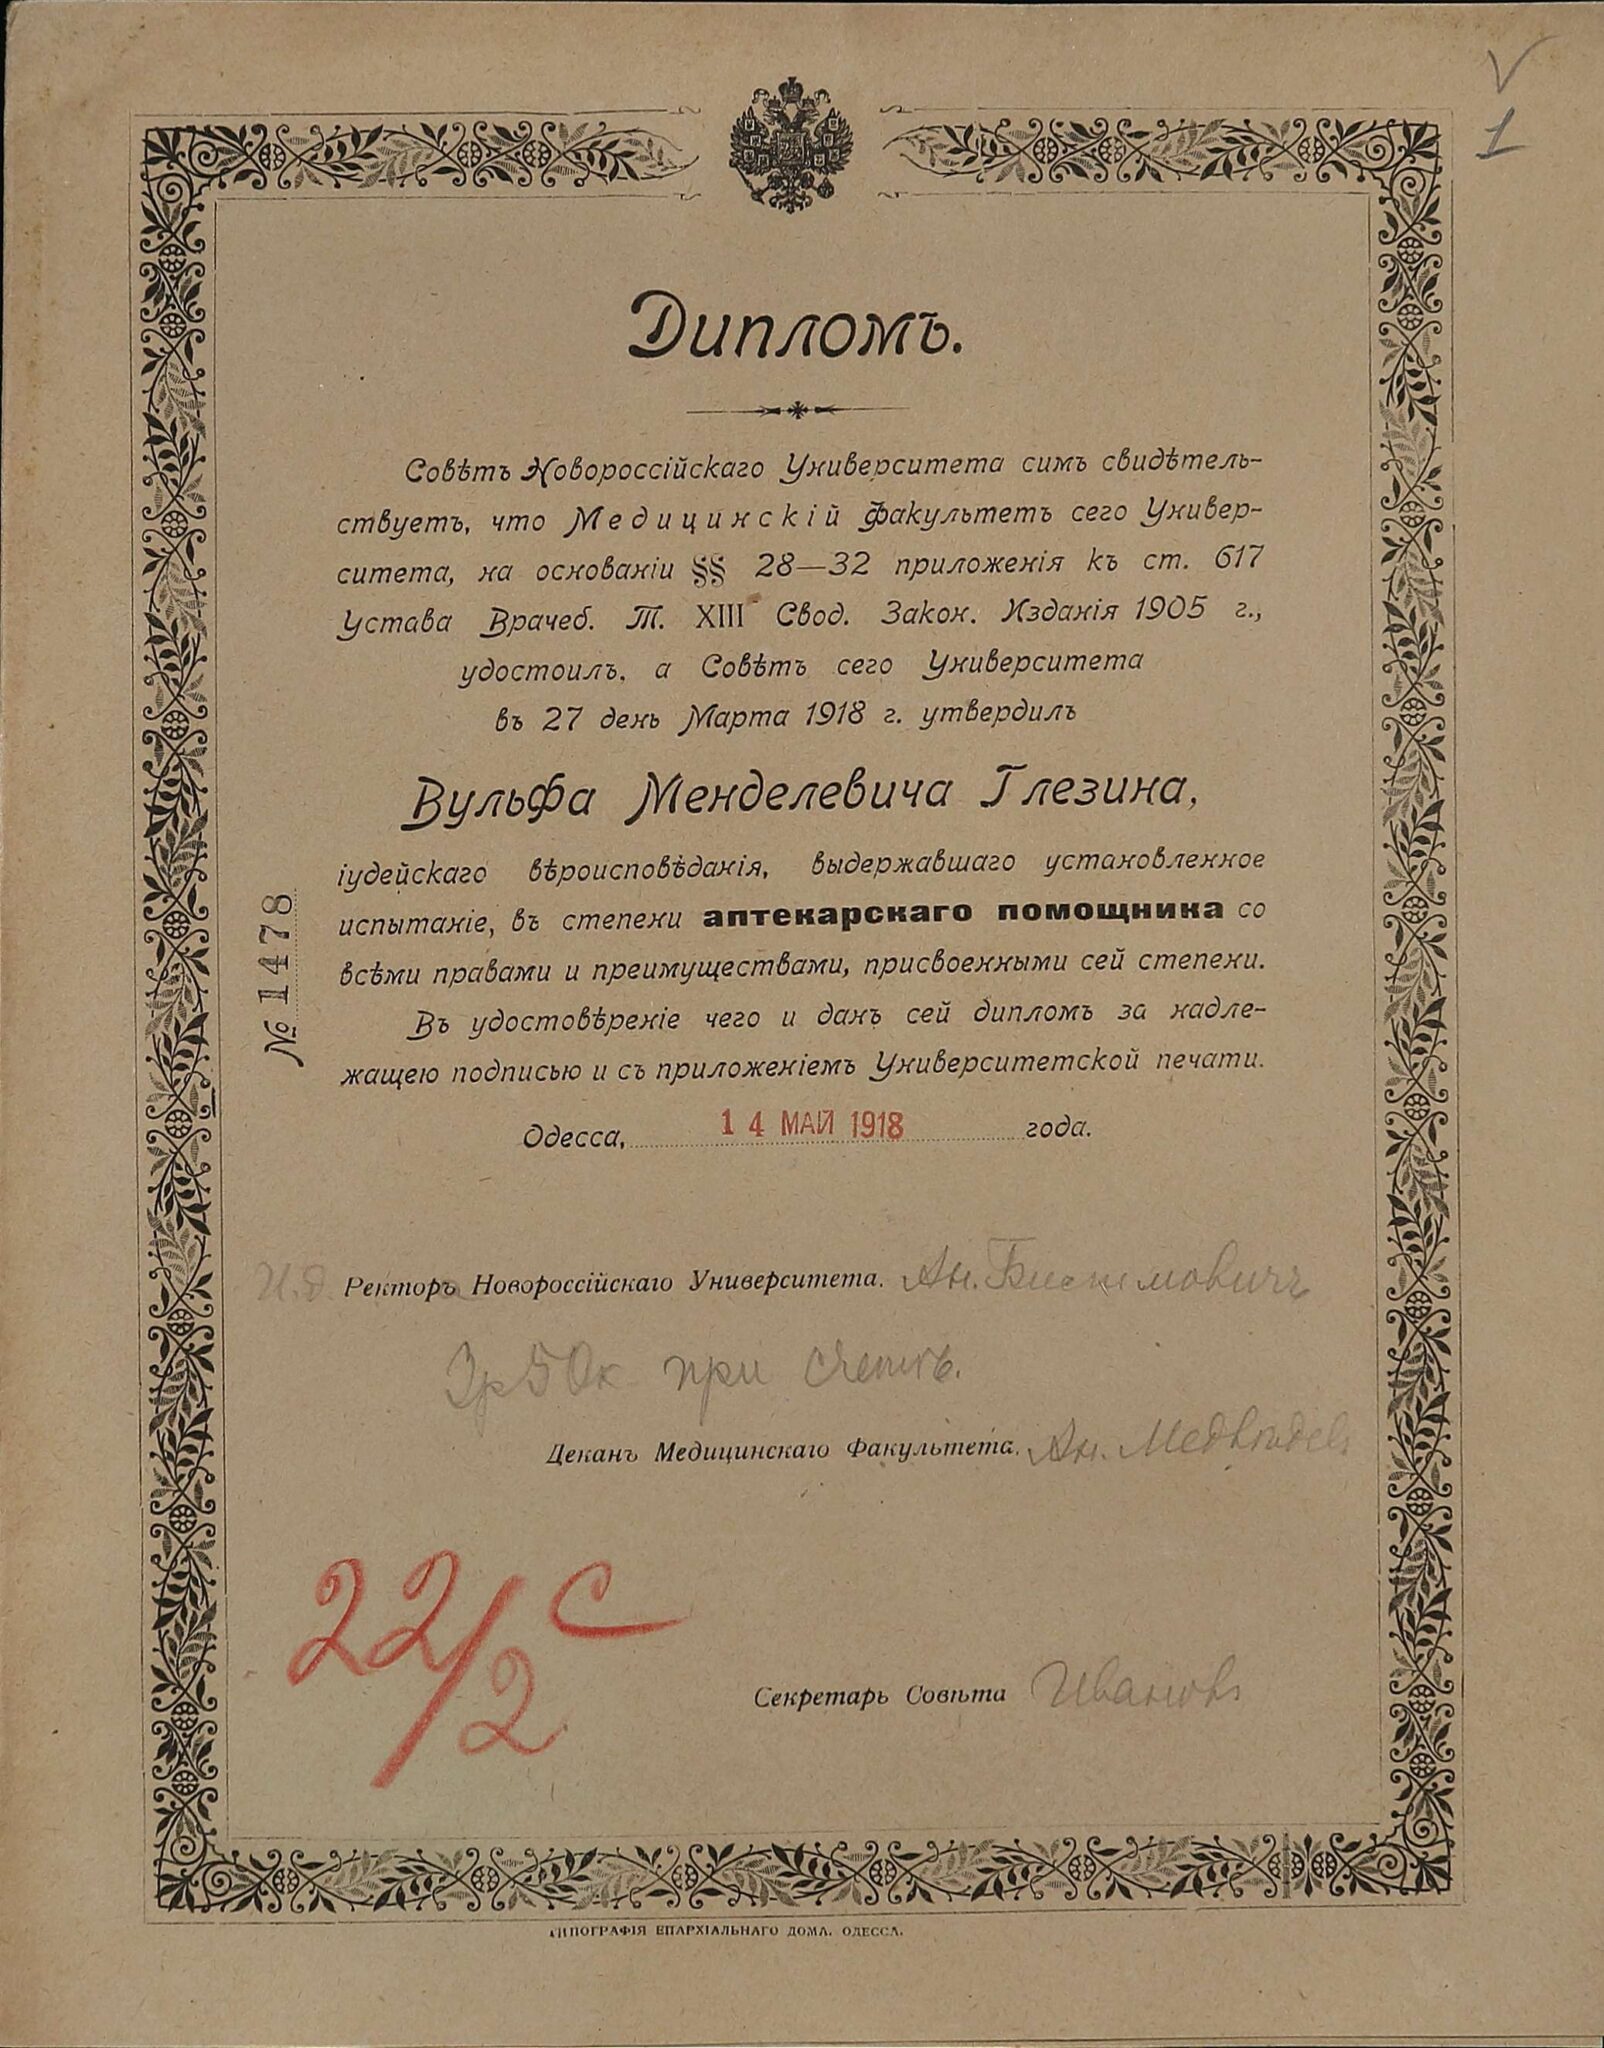 V
1
Дипломъ.
Совѣтъ Новороссійскаго Университета симъ свидѣтель-
ствуетъ, что Медицинскій Факультетъ сего Универ-
ситета, на основаніи §§ 28—32 приложенія къ ст. 617
Устава Врачеб. Т. XIII Свод. Закон. Изданія 1905 г.,
удостоилъ, а Совѣтъ сего Университета
въ 27 день Марта 1918 г. утвердилъ
Вульфа Менделевича Глезина,
іудейскаго вѣроисповѣданія, выдержавшаго установленное
испытаніе, въ степени аптекарскаго помощника со
всѣми правами и преимуществами, присвоенными сей степени.
Въ удостовѣреніе чего и данъ сей дипломъ за надле-
жащею подписью и съ приложеніемъ Университетской печати.
№ 1478
Одесса, 14 МАЙ 1918 года.
И.д. Ректоръ Новороссійскаго Университета. Ан.
при
Деканъ Медицинскаго Факультета. Ан. Медвѣдевъ
22/2 С
Секретарь Совѣта Ивановъ
ТИПОГРАФІЯ ЕПАРХІАЛЬНАГО ДОМА. ОДЕССА.